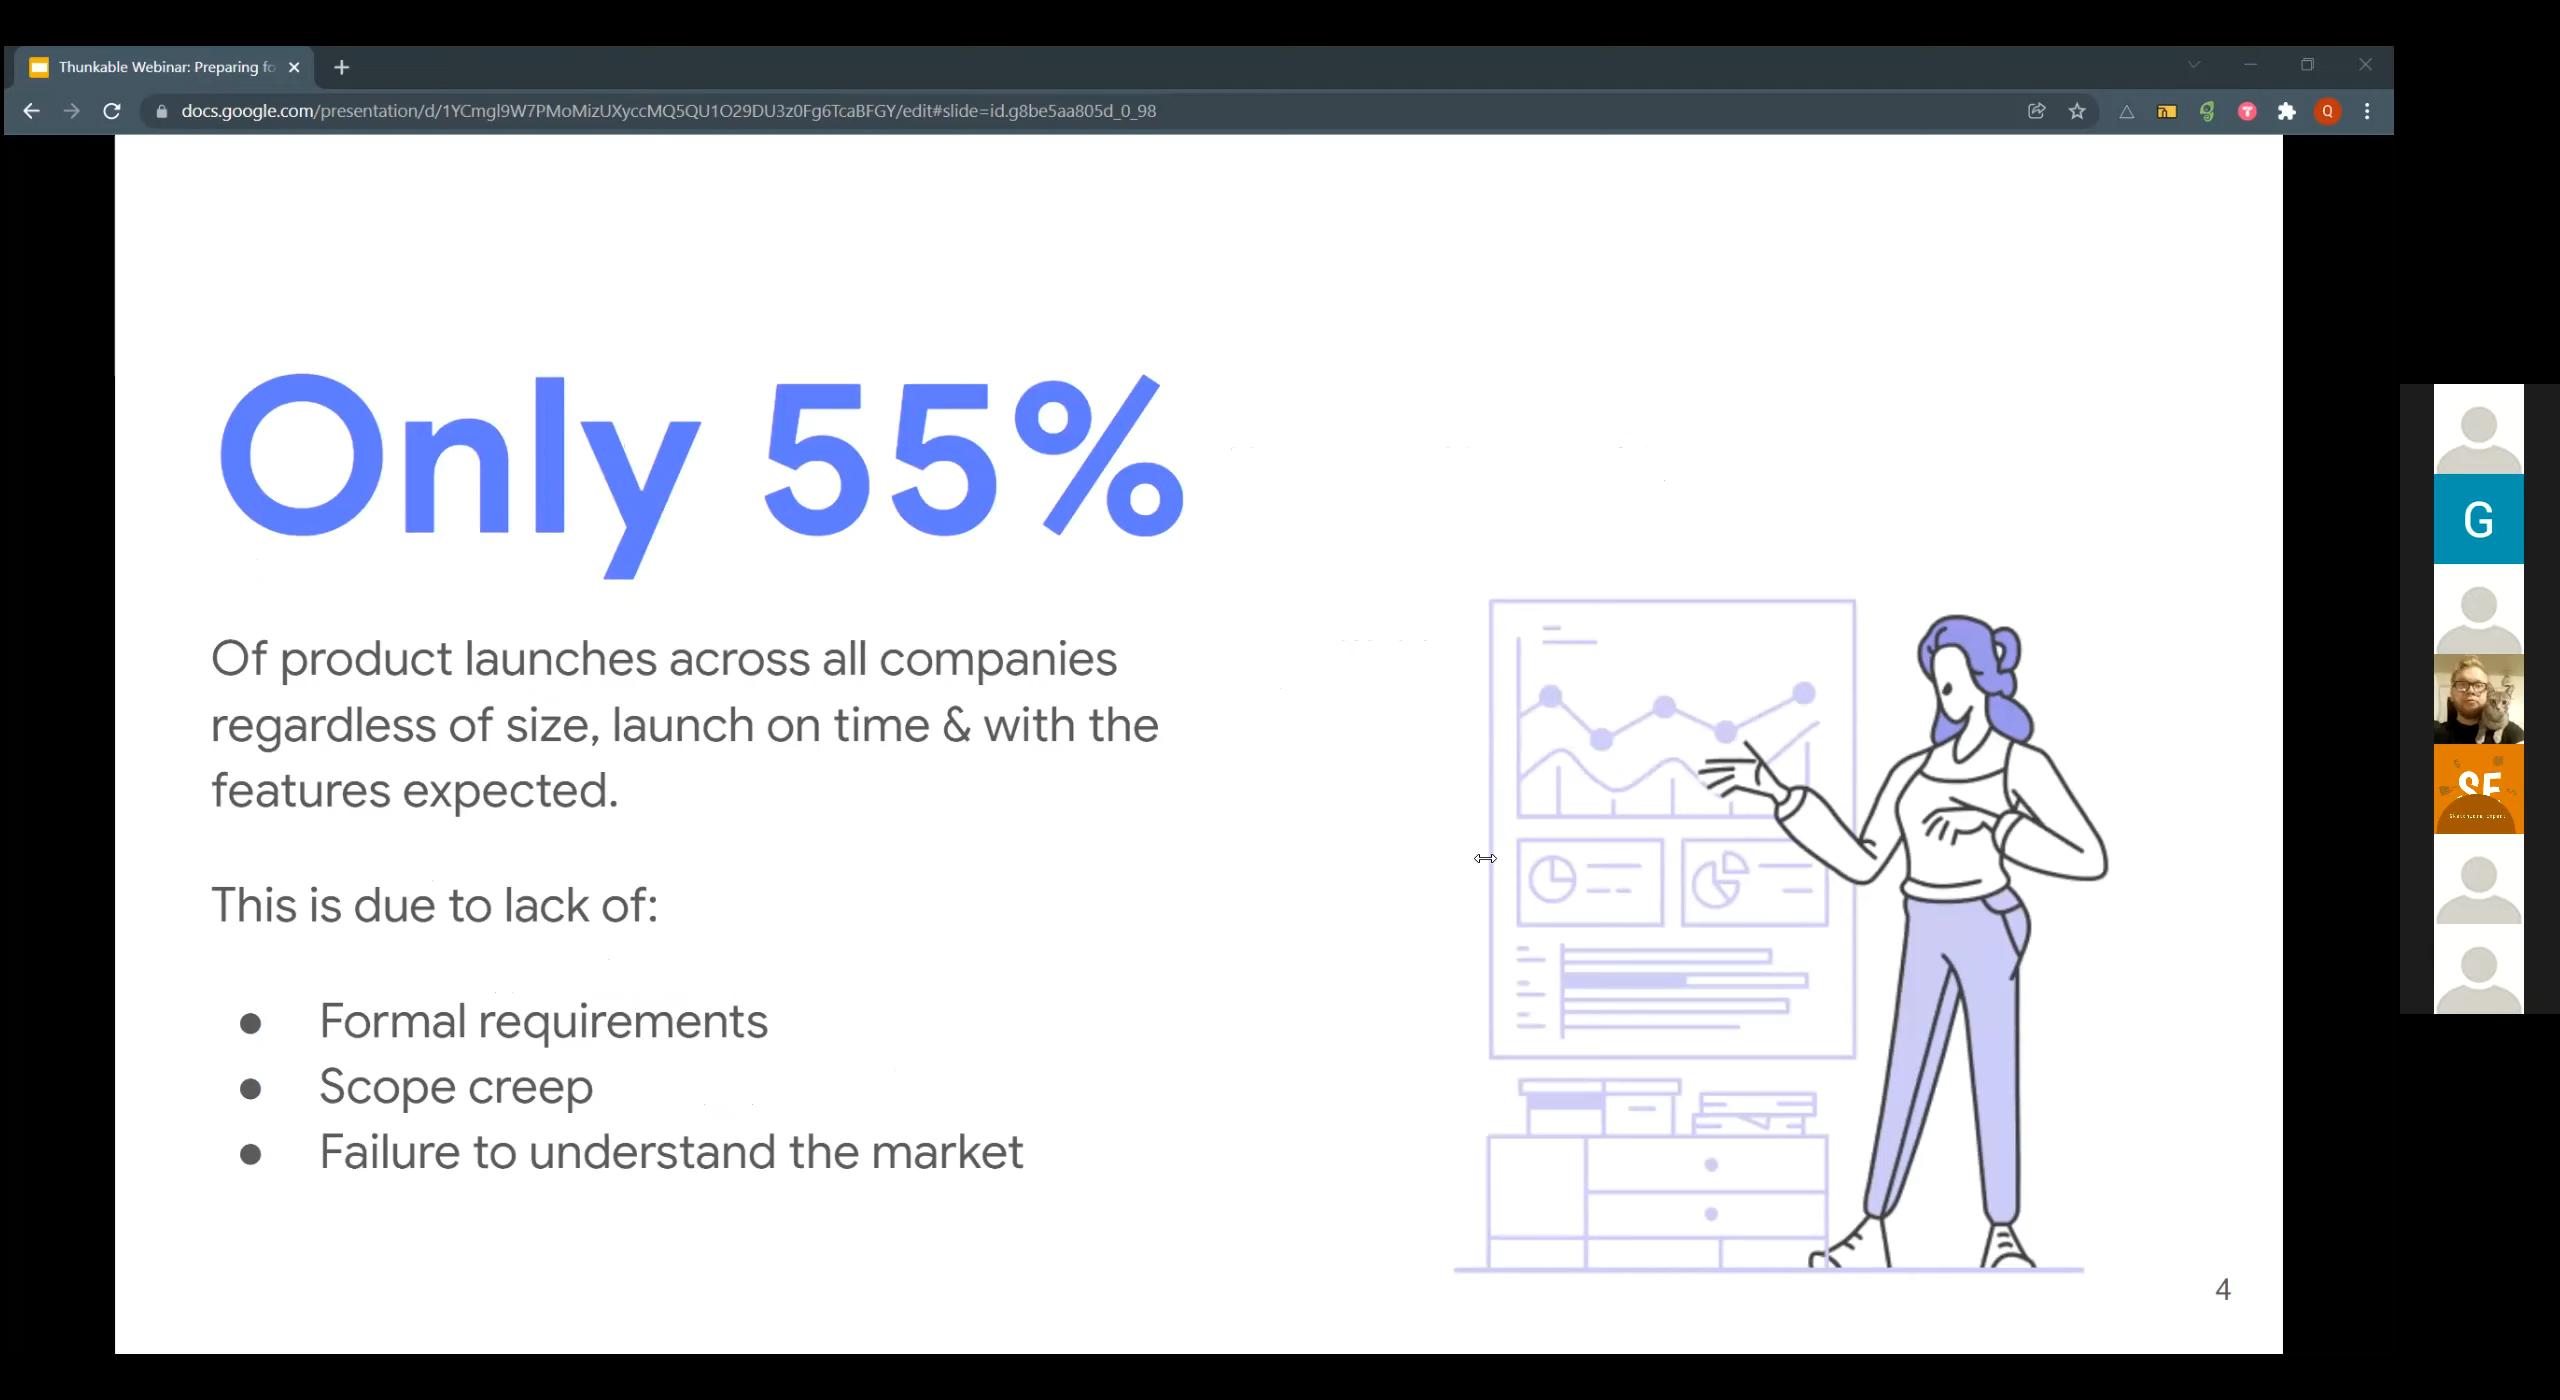 Thunkable Webinar: Preparing fo
docs.google.com/presentation/d/1YCmgl9W7PMoMizUXyccMQ5QU1O29DU3z0Fg6TcaBFGY/edit#slide=id.g8be5aa805d_0_98
Q
Only 55%
Of product launches across all companies
regardless of size, launch on time & with the
features expected.
This is due to lack of:
● Formal requirements
● Scope creep
● Failure to understand the market
4
G
SE